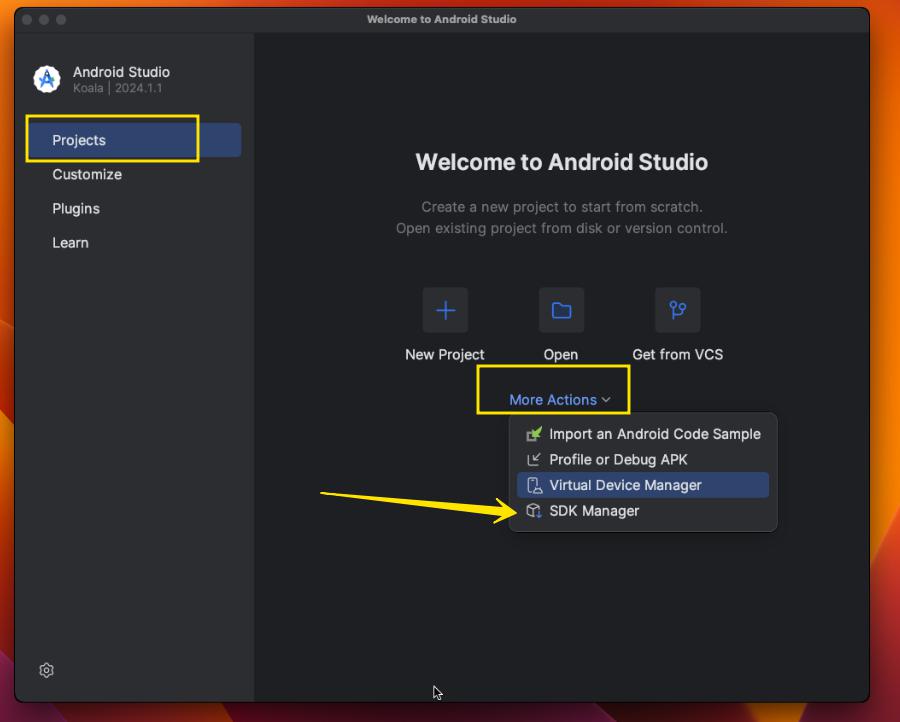 Welcome to Android Studio
Android Studio
Koala | 2024.1.1
Projects
Customize
Plugins
Learn
Welcome to Android Studio
Create a new project to start from scratch.
Open existing project from disk or version control.
New Project
Open
Get from VCS
More Actions
Import an Android Code Sample
Profile or Debug APK
Virtual Device Manager
SDK Manager